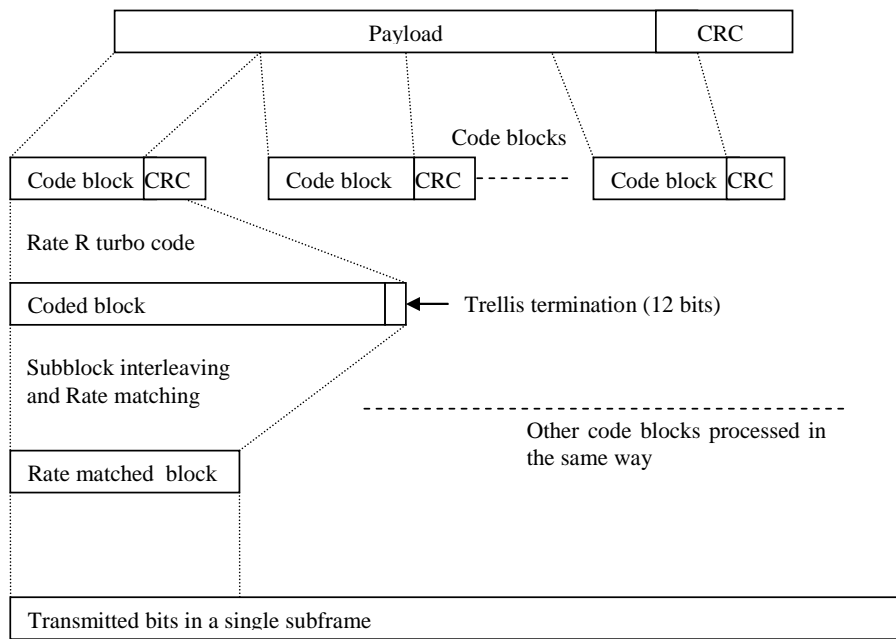 Payload CRC
Code blocks
Code block CRC Code block CRC Code block CRC
Rate R turbo code
Coded block
Trellis termination (12 bits)
Subblock interleaving
and Rate matching
Other code blocks processed in
the same way
Rate matched block
Transmitted bits in a single subframe